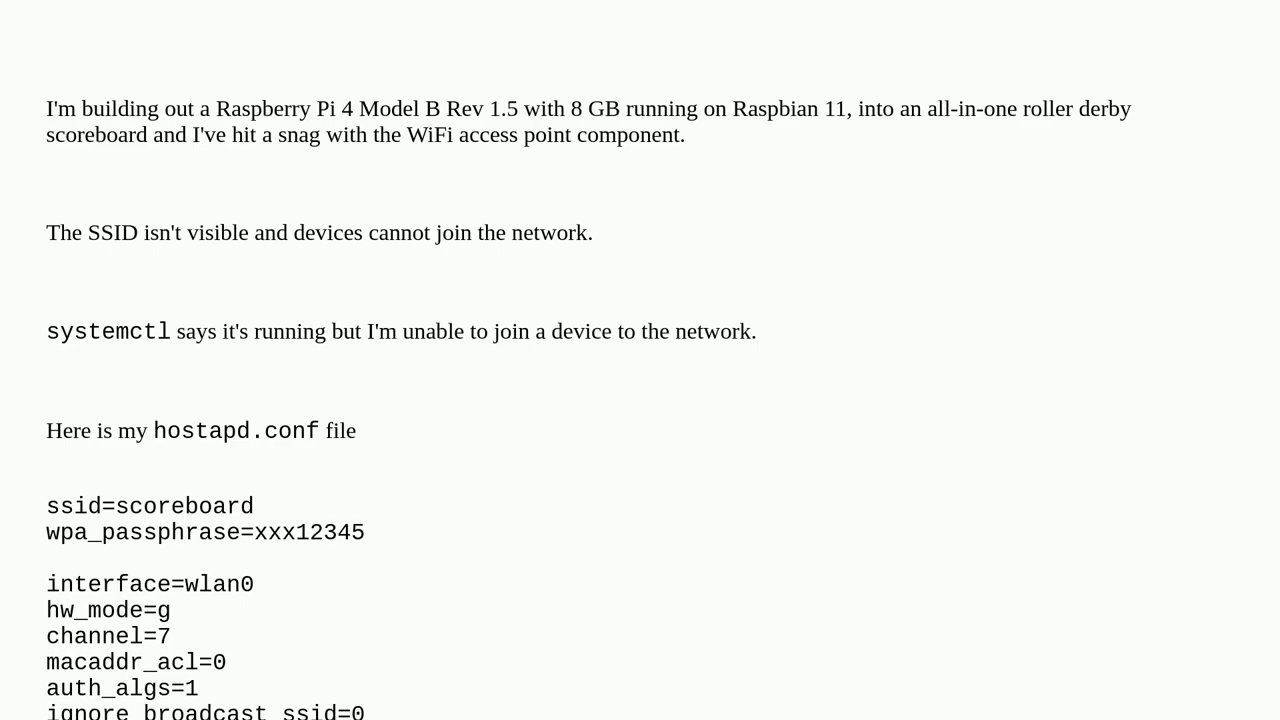 I'm building out a Raspberry Pi 4 Model B Rev 1.5 with 8 GB running on Raspbian 11, into an all-in-one roller derby
scoreboard and I've hit a snag with the WiFi access point component.
The SSID isn't visible and devices cannot join the network.
systemctl says it's running but I'm unable to join a device to the network.
Here is my hostapd.conf file
ssid=scoreboard
wpa_passphrase=xxx12345
interface=wlan0
hw_mode=g
channel=7
macaddr_acl=0
auth_algs=1
ignore_broadcast_ssid=0